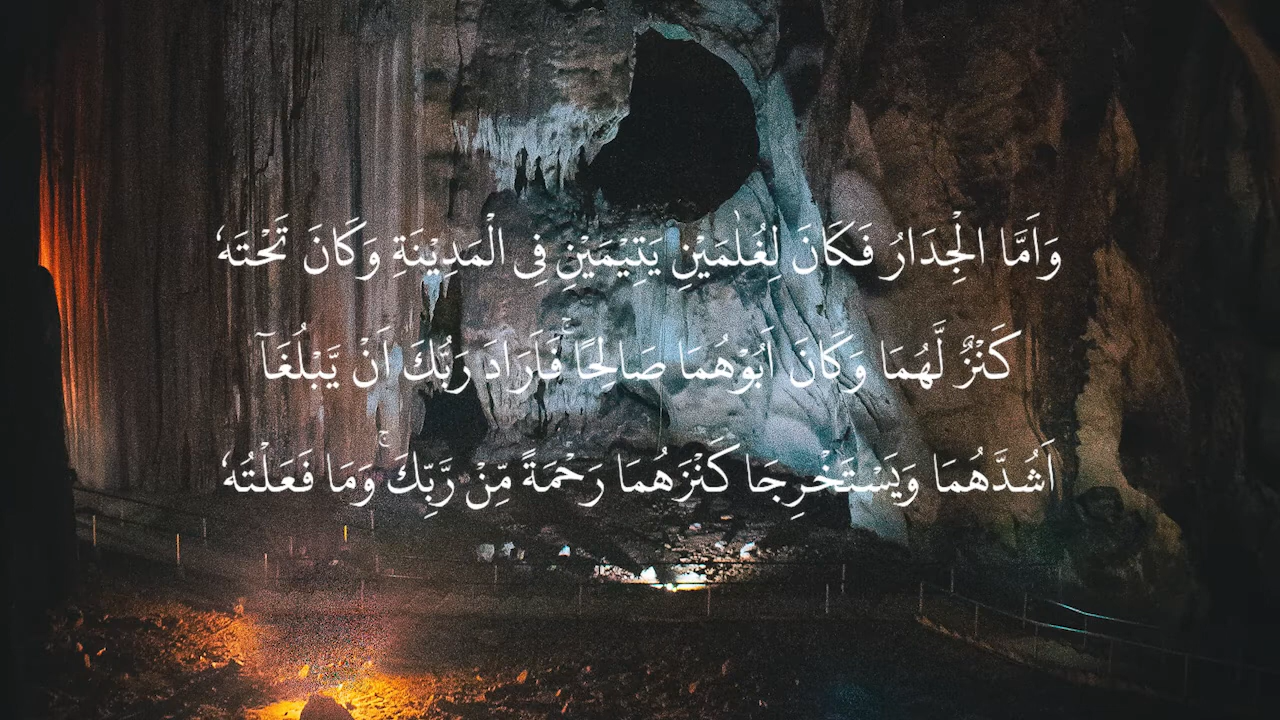 وَاَمَّا الْجِدَارُ فَكَانَ لِغُلٰمَيْنِ يَتِيْمَيْنِ فِى الْمَدِيْنَةِ وَكَانَ تَحْتَهٗ
كَنْزٌ لَّهُمَا وَكَانَ اَبُوْهُمَا صَالِحًاۚ فَاَرَادَ رَبُّكَ اَنْ يَّبْلُغَآ
اَشُدَّهُمَا وَيَسْتَخْرِجَا كَنْزَهُمَا رَحْمَةً مِّنْ رَّبِّكَۚ وَمَا فَعَلْتُهٗ